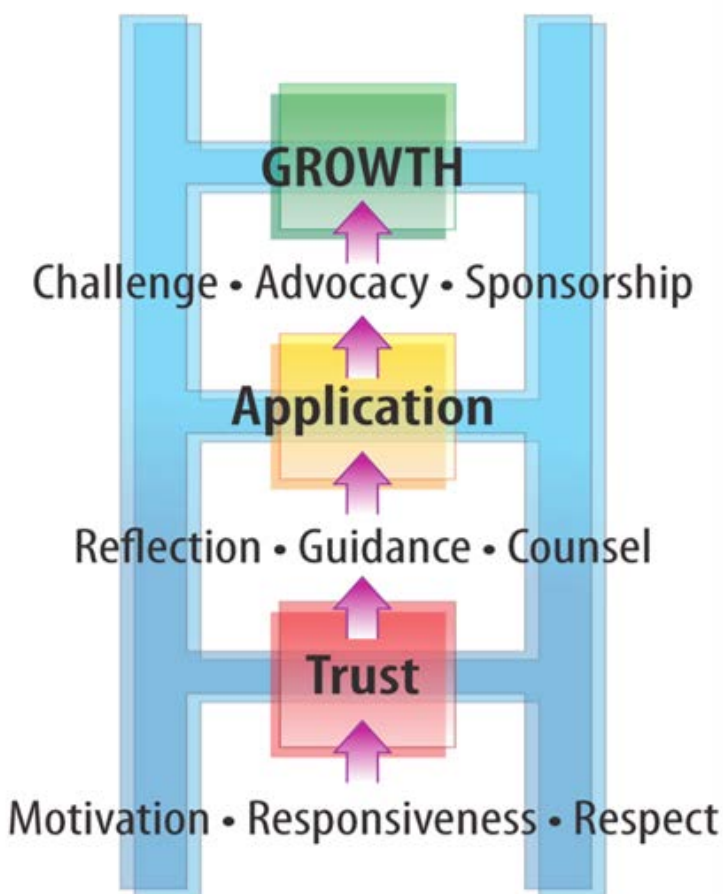 GROWTH
Challenge • Advocacy • Sponsorship
Application
Reflection • Guidance • Counsel
Trust
Motivation • Responsiveness • Respect